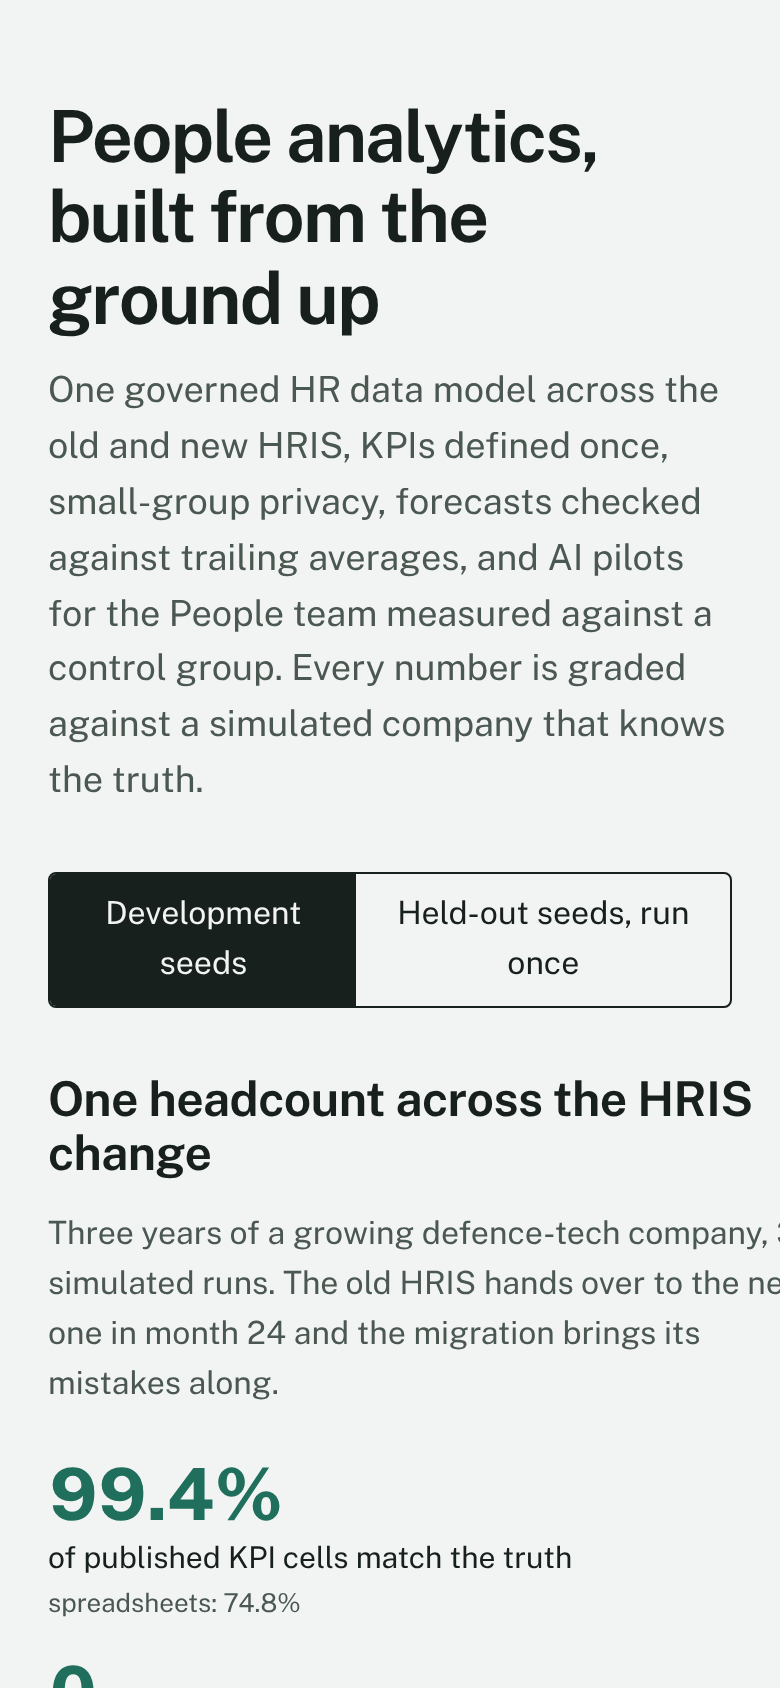 People analytics,
built from the
ground up
One governed HR data model across the
old and new HRIS, KPIs defined once,
small-group privacy, forecasts checked
against trailing averages, and AI pilots
for the People team measured against a
control group. Every number is graded
against a simulated company that knows
the truth.
Development
seeds
Held-out seeds, run
once
One headcount across the HRIS
change
Three years of a growing defence-tech company,
simulated runs. The old HRIS hands over to the
one in month 24 and the migration brings its
mistakes along.
99.4%
of published KPI cells match the truth
spreadsheets: 74.8%